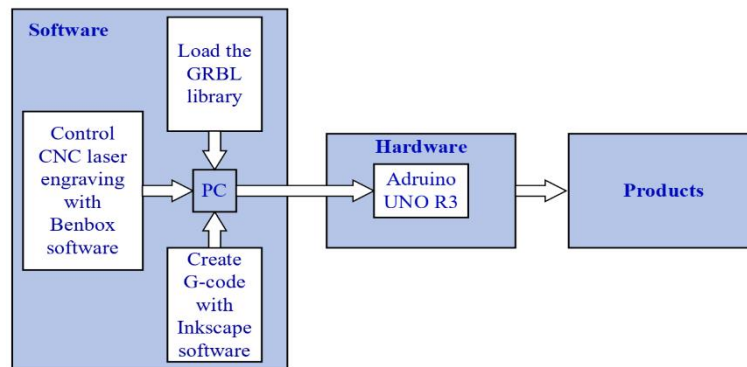 Software
Load the
GRBL
library
Control
CNC laser
engraving
with
Benbox
software
PC
Create
G-code
with
Inkscape
software
Hardware
Adruino
UNO R3
Products